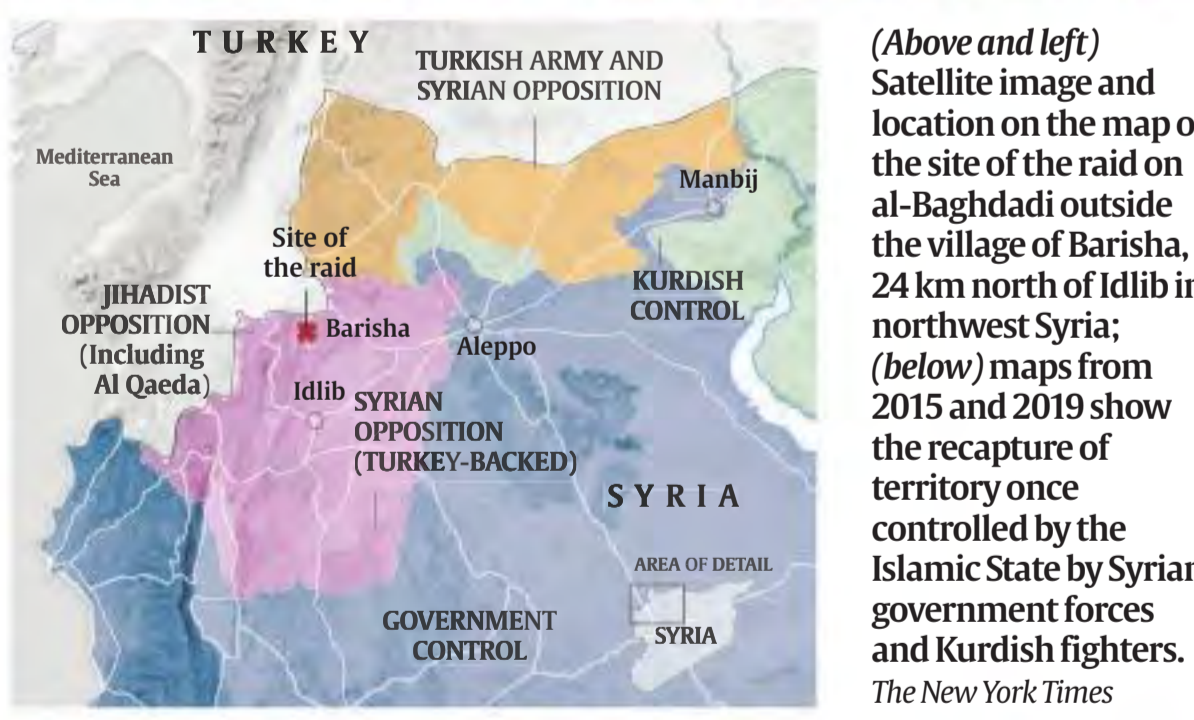 TURKEY
TURKISH ARMY AND
SYRIAN OPPOSITION
Mediterranean
Sea
Manbij
Site of
the raid
KURDISH
CONTROL
JIHADIST
OPPOSITION
(Including
Al Qaeda)
Barisha
Aleppo
Idlib
SYRIAN
OPPOSITION
(TURKEY-BACKED)
SYRIA
AREA OF DETAIL
SYRIA
GOVERNMENT
CONTROL
(Above and left)
Satellite image and
location on the map o
the site of the raid on
al-Baghdadi outside
the village of Barisha,
24 km north of Idlib in
northwest Syria;
(below) maps from
2015 and 2019 show
the recapture of
territory once
controlled by the
Islamic State by Syrian
government forces
and Kurdish fighters.
The New York Times